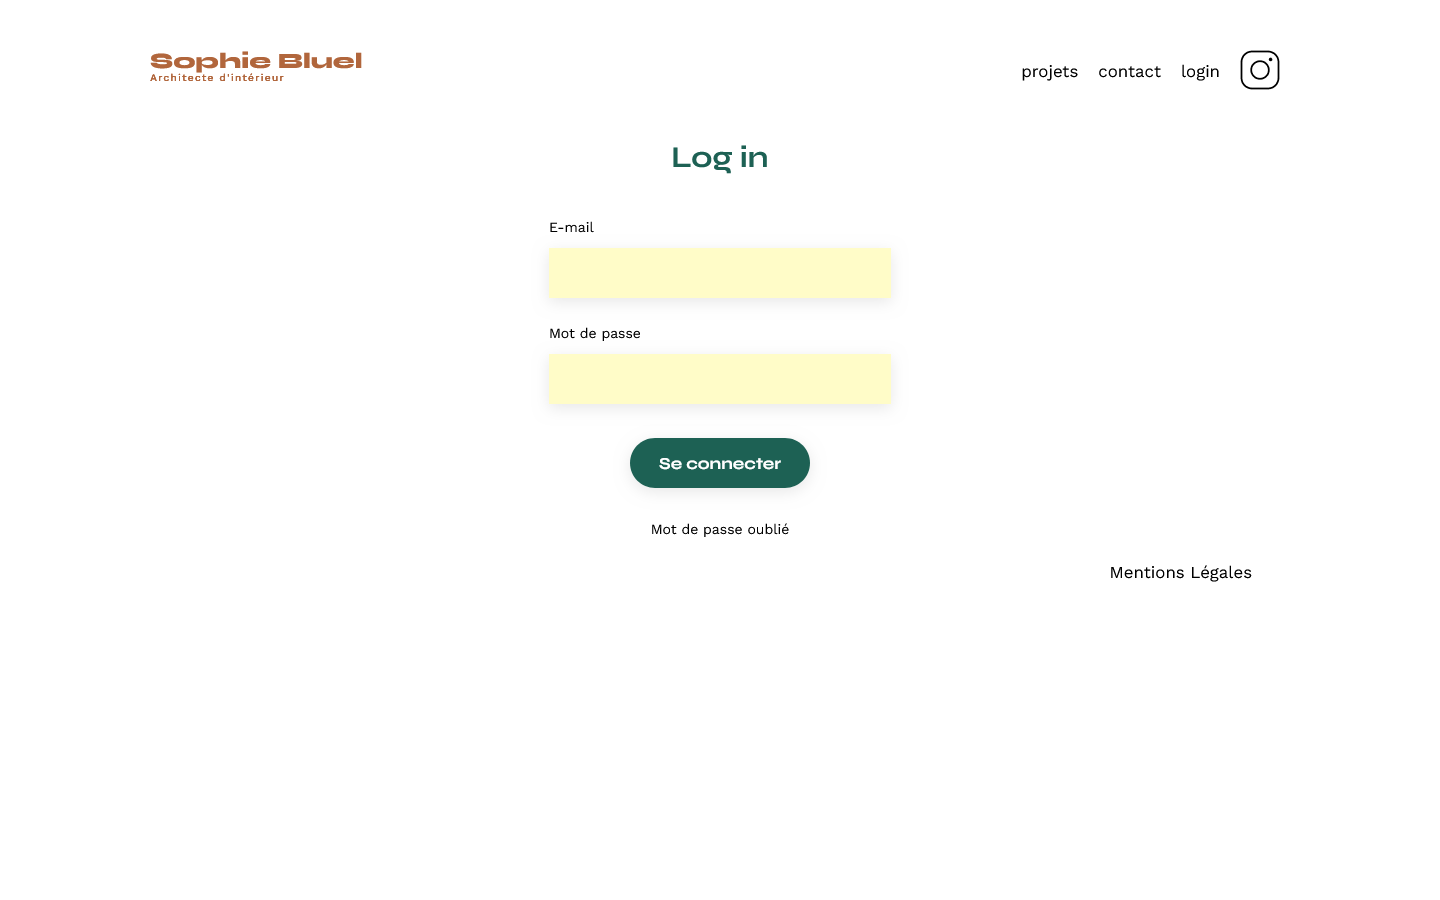 Sophie Bluel
Architecte d'intérieur
projets contact login
Log in
E-mail
Mot de passe
Se connecter
Mot de passe oublié
Mentions Légales